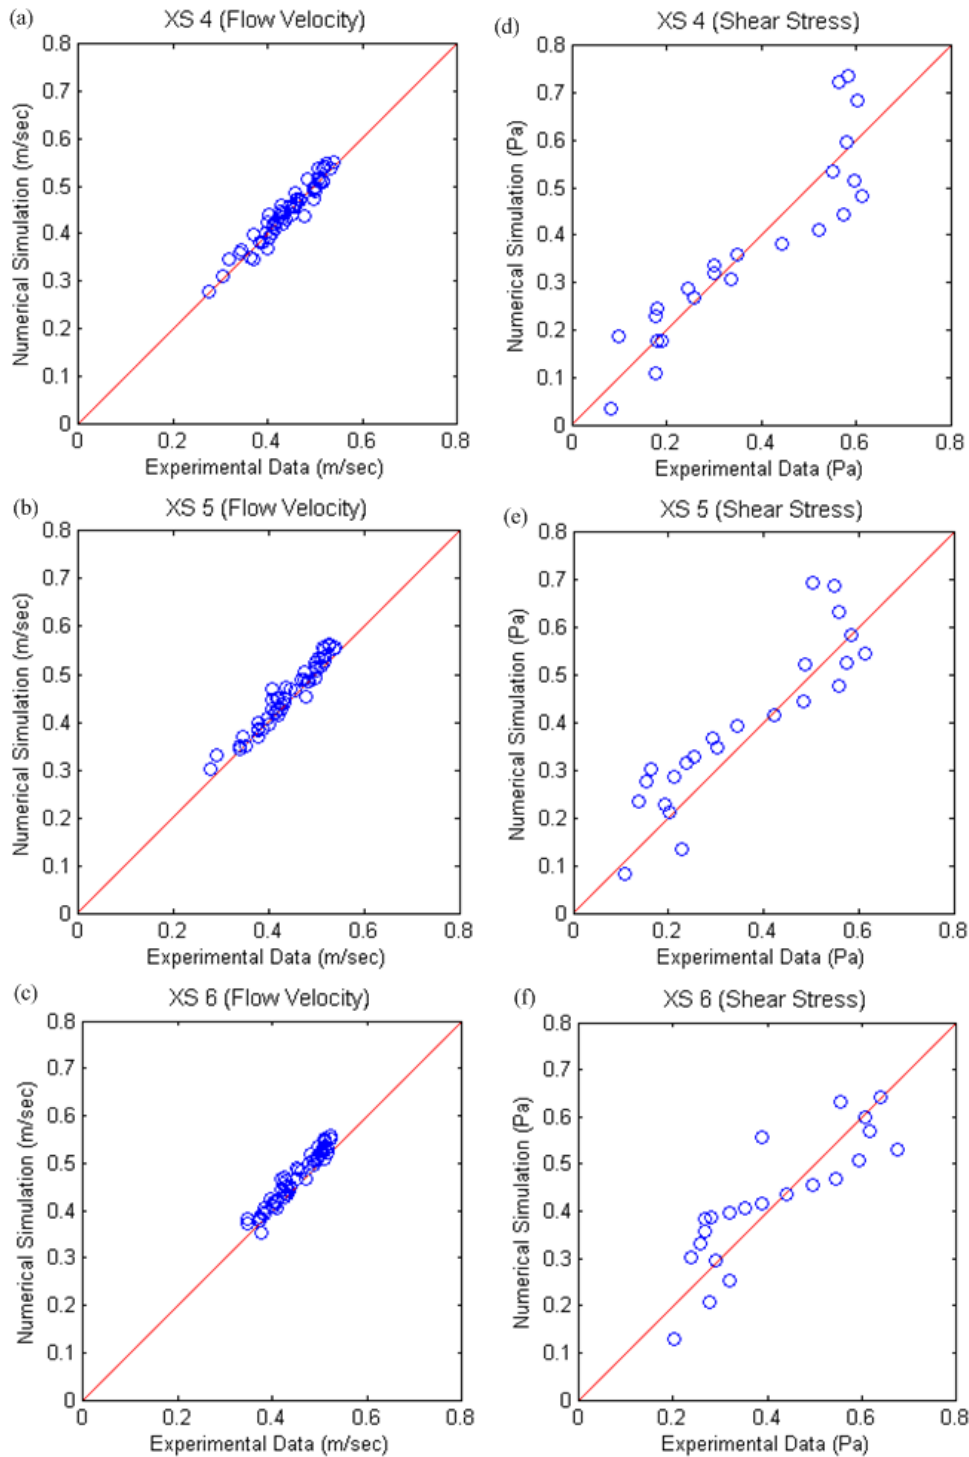 (a)
XS 4 (Flow Velocity)
0.8
0.7
0.6
0.5
0.4
0.3
0.2
0.1
0
Numerical Simulation (m/sec)
0 0.2 0.4 0.6 0.8
Experimental Data (m/sec)
(d)
XS 4 (Shear Stress)
0.8
0.7
0.6
0.5
0.4
0.3
0.2
0.1
0
Numerical Simulation (Pa)
0 0.2 0.4 0.6 0.8
Experimental Data (Pa)
(b)
XS 5 (Flow Velocity)
0.8
0.7
0.6
0.5
0.4
0.3
0.2
0.1
0
Numerical Simulation (m/sec)
0 0.2 0.4 0.6 0.8
Experimental Data (m/sec)
(e)
XS 5 (Shear Stress)
0.8
0.7
0.6
0.5
0.4
0.3
0.2
0.1
0
Numerical Simulation (Pa)
0 0.2 0.4 0.6 0.8
Experimental Data (Pa)
(c)
XS 6 (Flow Velocity)
0.8
0.7
0.6
0.5
0.4
0.3
0.2
0.1
0
Numerical Simulation (m/sec)
0 0.2 0.4 0.6 0.8
Experimental Data (m/sec)
(f)
XS 6 (Shear Stress)
0.8
0.7
0.6
0.5
0.4
0.3
0.2
0.1
0
Numerical Simulation (Pa)
0 0.2 0.4 0.6 0.8
Experimental Data (Pa)